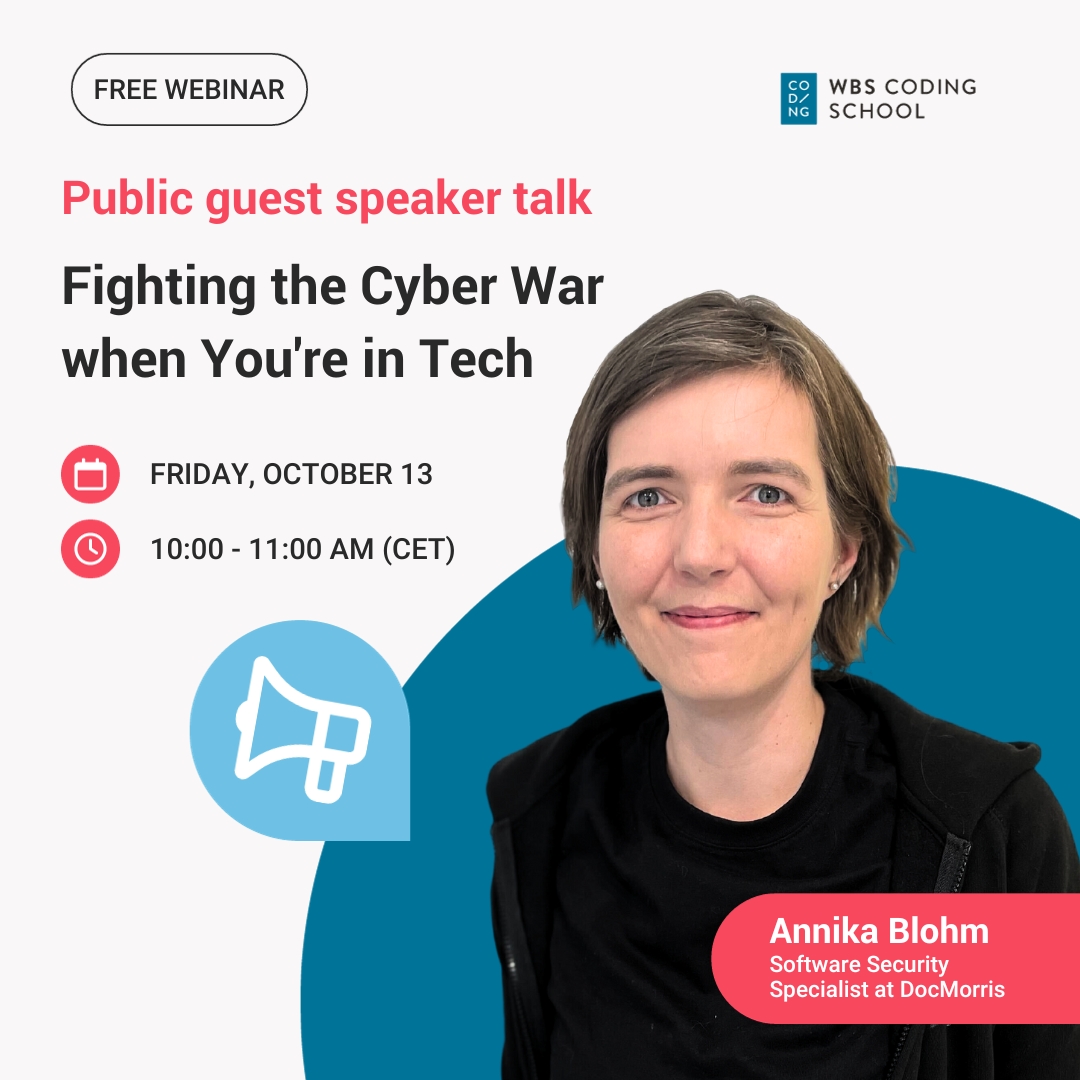 FREE WEBINAR
CO
D/
NG
WBS CODING
SCHOOL
Public guest speaker talk
Fighting the Cyber War
when You're in Tech
FRIDAY, OCTOBER 13
10:00 - 11:00 AM (CET)
Annika Blohm
Software Security
Specialist at DocMorris